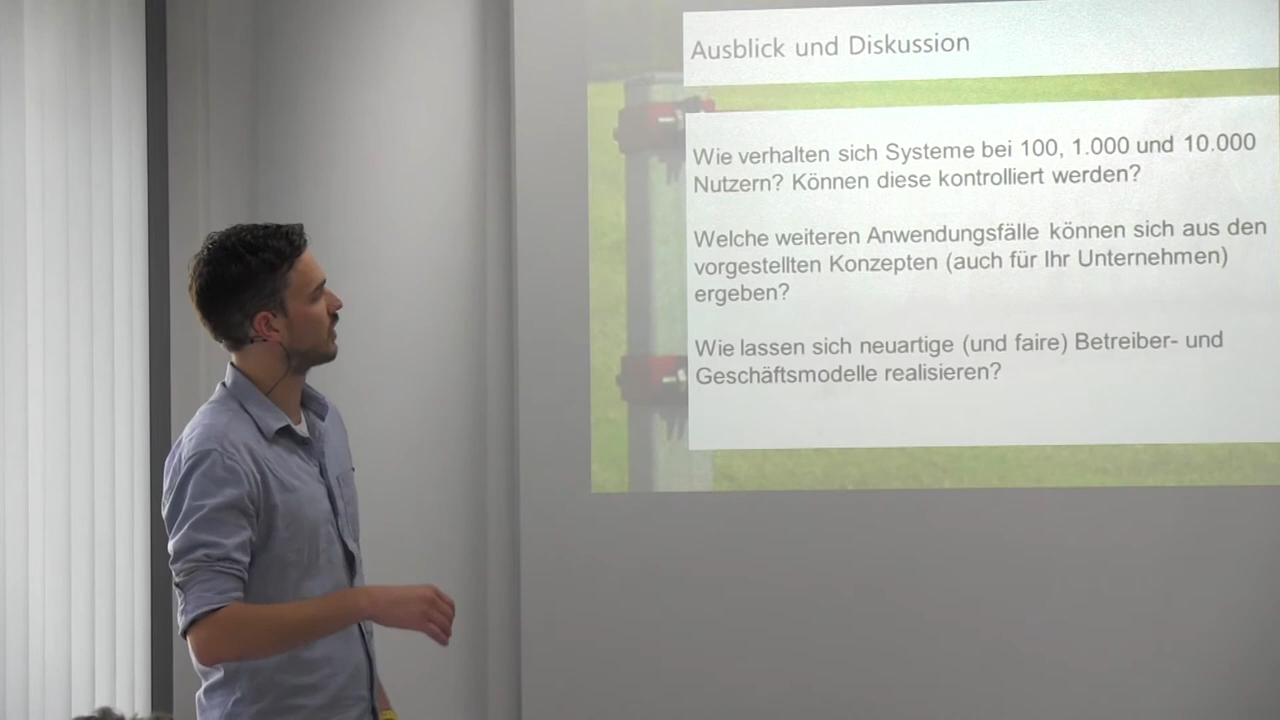 Ausblick und Diskussion
Wie verhalten sich Systeme bei 100, 1.000 und 10.000
Nutzern? Können diese kontrolliert werden?
Welche weiteren Anwendungsfälle können sich aus den
vorgestellten Konzepten (auch für Ihr Unternehmen)
ergeben?
Wie lassen sich neuartige (und faire) Betreiber- und
Geschäftsmodelle realisieren?